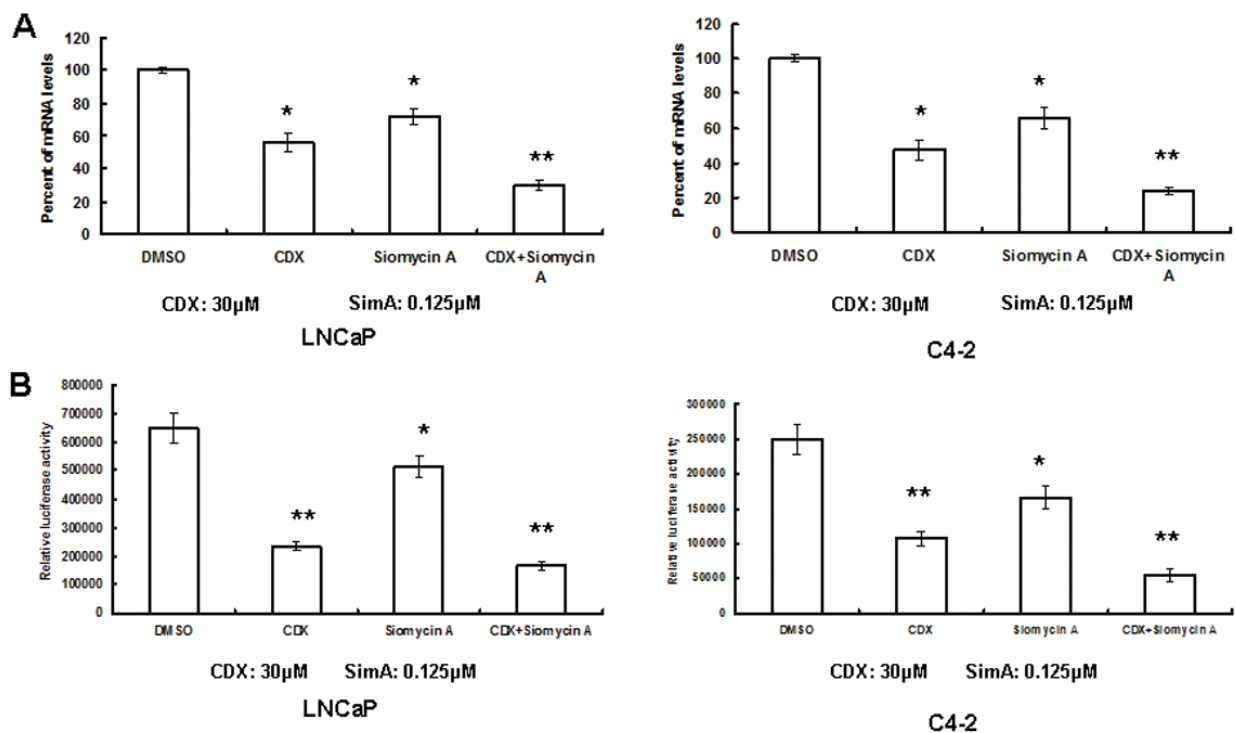 A
Percent of mRNA levels
120
100
80
60
40
20
0
*
*
**
DMSO CDX Siomycin A CDX+Siomycin
A
CDX: 30μM SimA: 0.125μM
LNCaP
Percent of mRNA levels
120
100
80
60
40
20
0
*
*
**
DMSO CDX Siomycin A CDX+Siomycin
A
CDX: 30μM SimA: 0.125μM
C4-2
B
Relative luciferase activity
800000
700000
600000
500000
400000
300000
200000
100000
0
**
*
**
DMSO CDX Siomycin A CDX+Siomycin A
CDX: 30μM SimA: 0.125μM
LNCaP
Relative luciferase activity
300000
250000
200000
150000
100000
50000
0
**
*
**
DMSO CDX Siomycin A CDX+Siomycin A
CDX: 30μM SimA: 0.125μM
C4-2